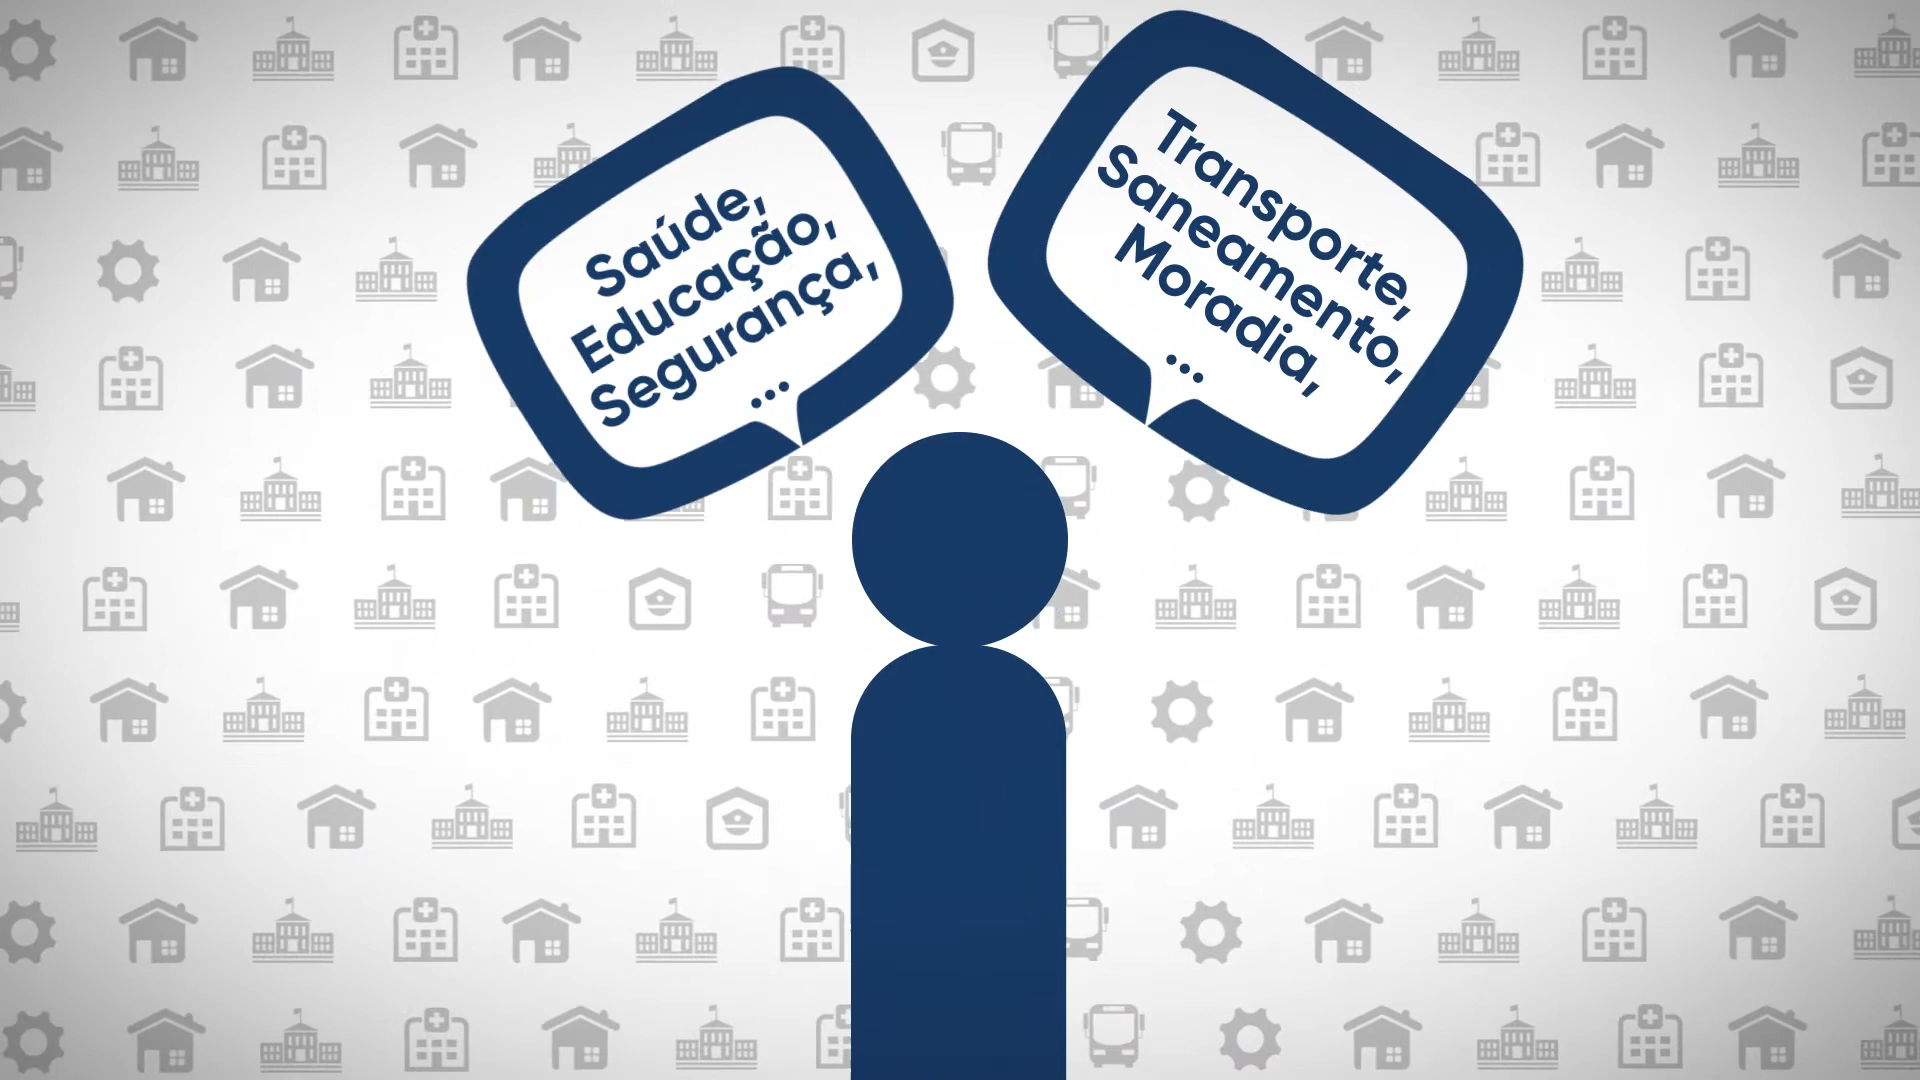 Saúde,
Educação,
Segurança,
...
Transporte,
Saneamento,
Moradia,
...